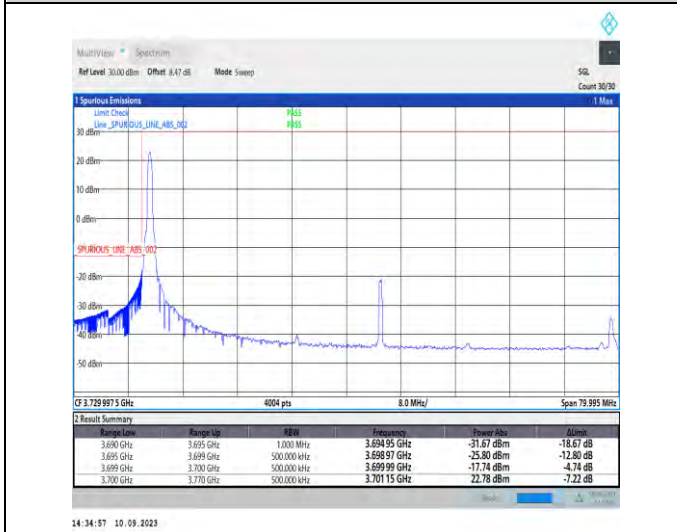 MultiView Spectrum
Ref Level 30.00 dBm Offset 8.47 dB Mode Sweep SGL
Count 30/30
1 Spurious Emissions 1 Max
Limit Check PASS
Line _SPURIOUS_LINE_ABS_002 PASS
30 dBm
20 dBm
10 dBm
0 dBm
SPURIOUS_LINE_ABS_002
-20 dBm
-30 dBm
-40 dBm
-50 dBm
CF 3.729 997 5 GHz 4004 pts 8.0 MHz/ Span 79.995 MHz
2 Result Summary
Range Low Range Up RBW Frequency Power Abs ΔLimit
3.690 GHz 3.695 GHz 1.000 MHz 3.694 95 GHz -31.67 dBm -18.67 dB
3.695 GHz 3.699 GHz 500.000 kHz 3.698 97 GHz -25.80 dBm -12.80 dB
3.699 GHz 3.700 GHz 500.000 kHz 3.699 99 GHz -17.74 dBm -4.74 dB
3.700 GHz 3.770 GHz 500.000 kHz 3.701 15 GHz 22.78 dBm -7.22 dB
14:34:57 10.09.2023